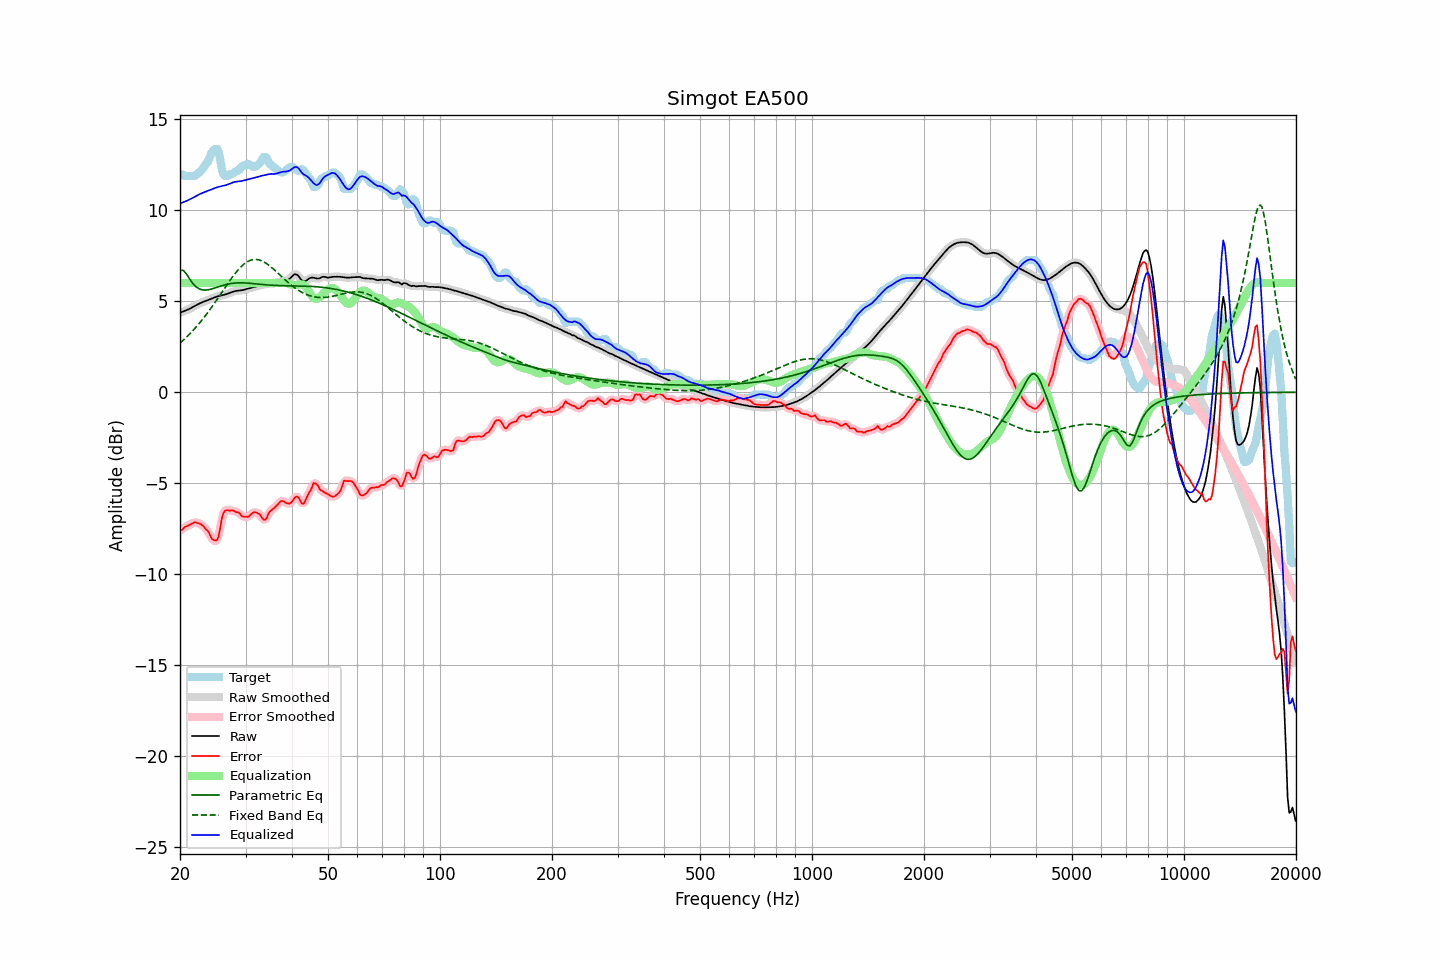 Simgot EA500
15
10
5
0
−5
−10
−15
−20
−25
Amplitude (dBr)
Target
Raw Smoothed
Error Smoothed
Raw
Error
Equalization
Parametric Eq
Fixed Band Eq
Equalized
20 50 100 200 500 1000 2000 5000 10000 20000
Frequency (Hz)